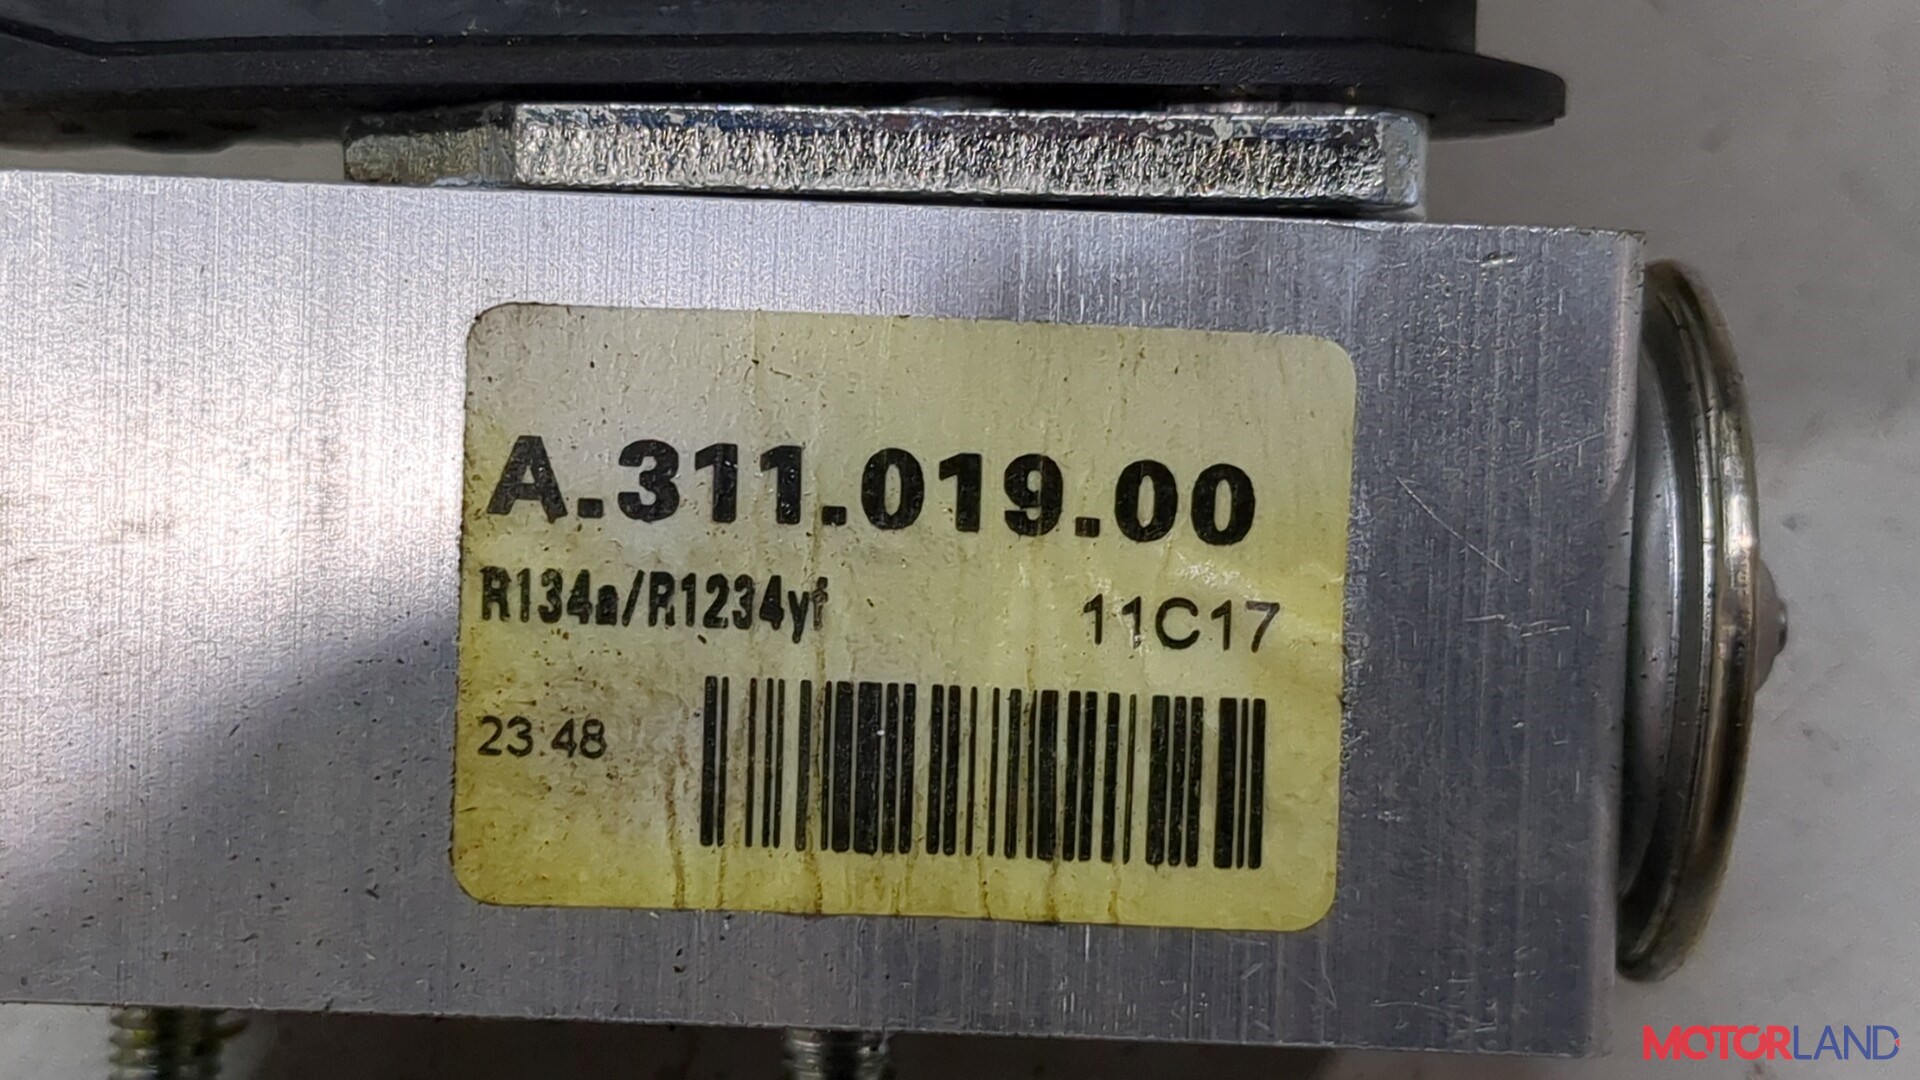 A.311.019.00
R134a/R1234yf 11C17
23:48
MOTORLAND